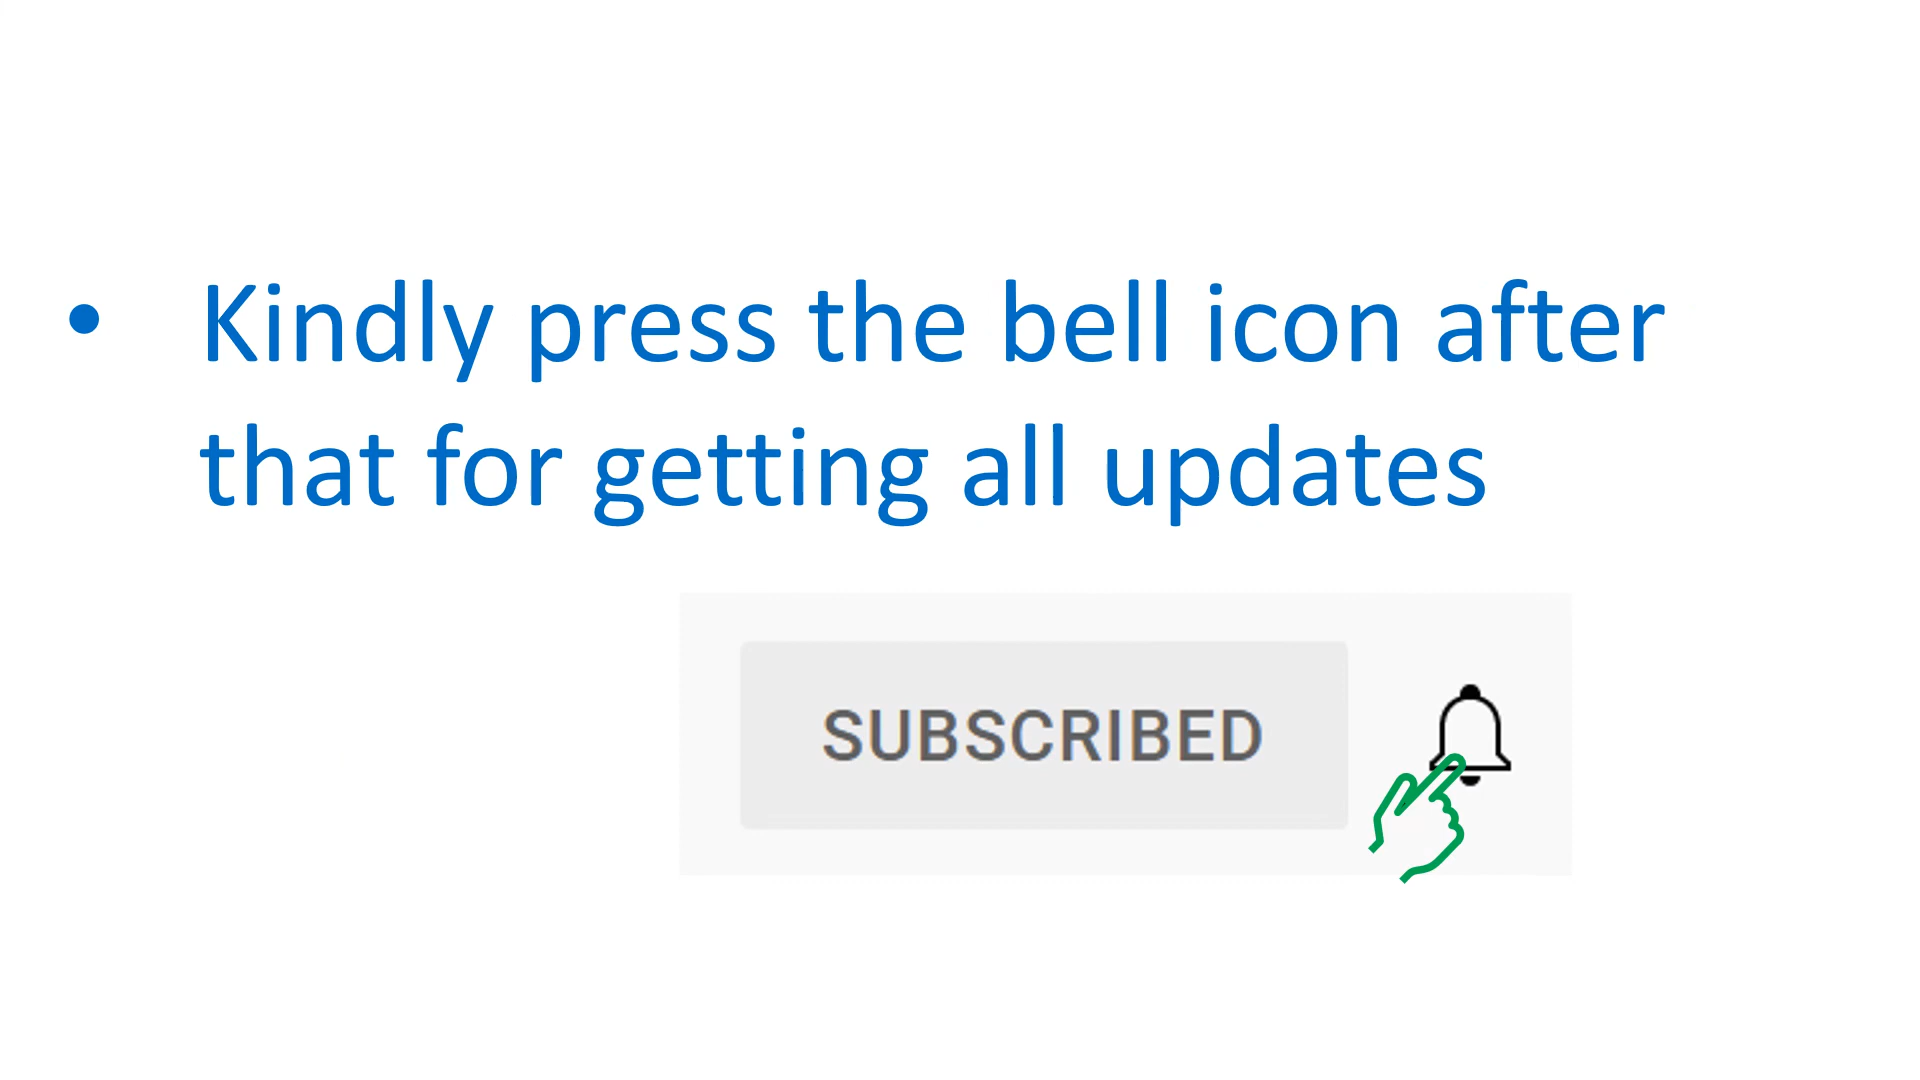 • Kindly press the bell icon after
that for getting all updates
SUBSCRIBED